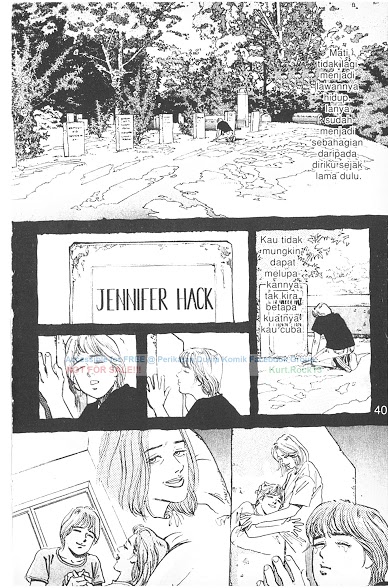 Mati
tidak lagi
menjadi
lawannya
hidup.
Ianya
sudah
menjadi
sebahagian
daripada
diriku sejak
lama dulu.
JENNIFER HACK
Kau tidak
mungkin
dapat
melupa
kannya
tak kira
betapa
kuatnya
kau cuba
NOT FOR SALE!!!
Kurt.Rock
40